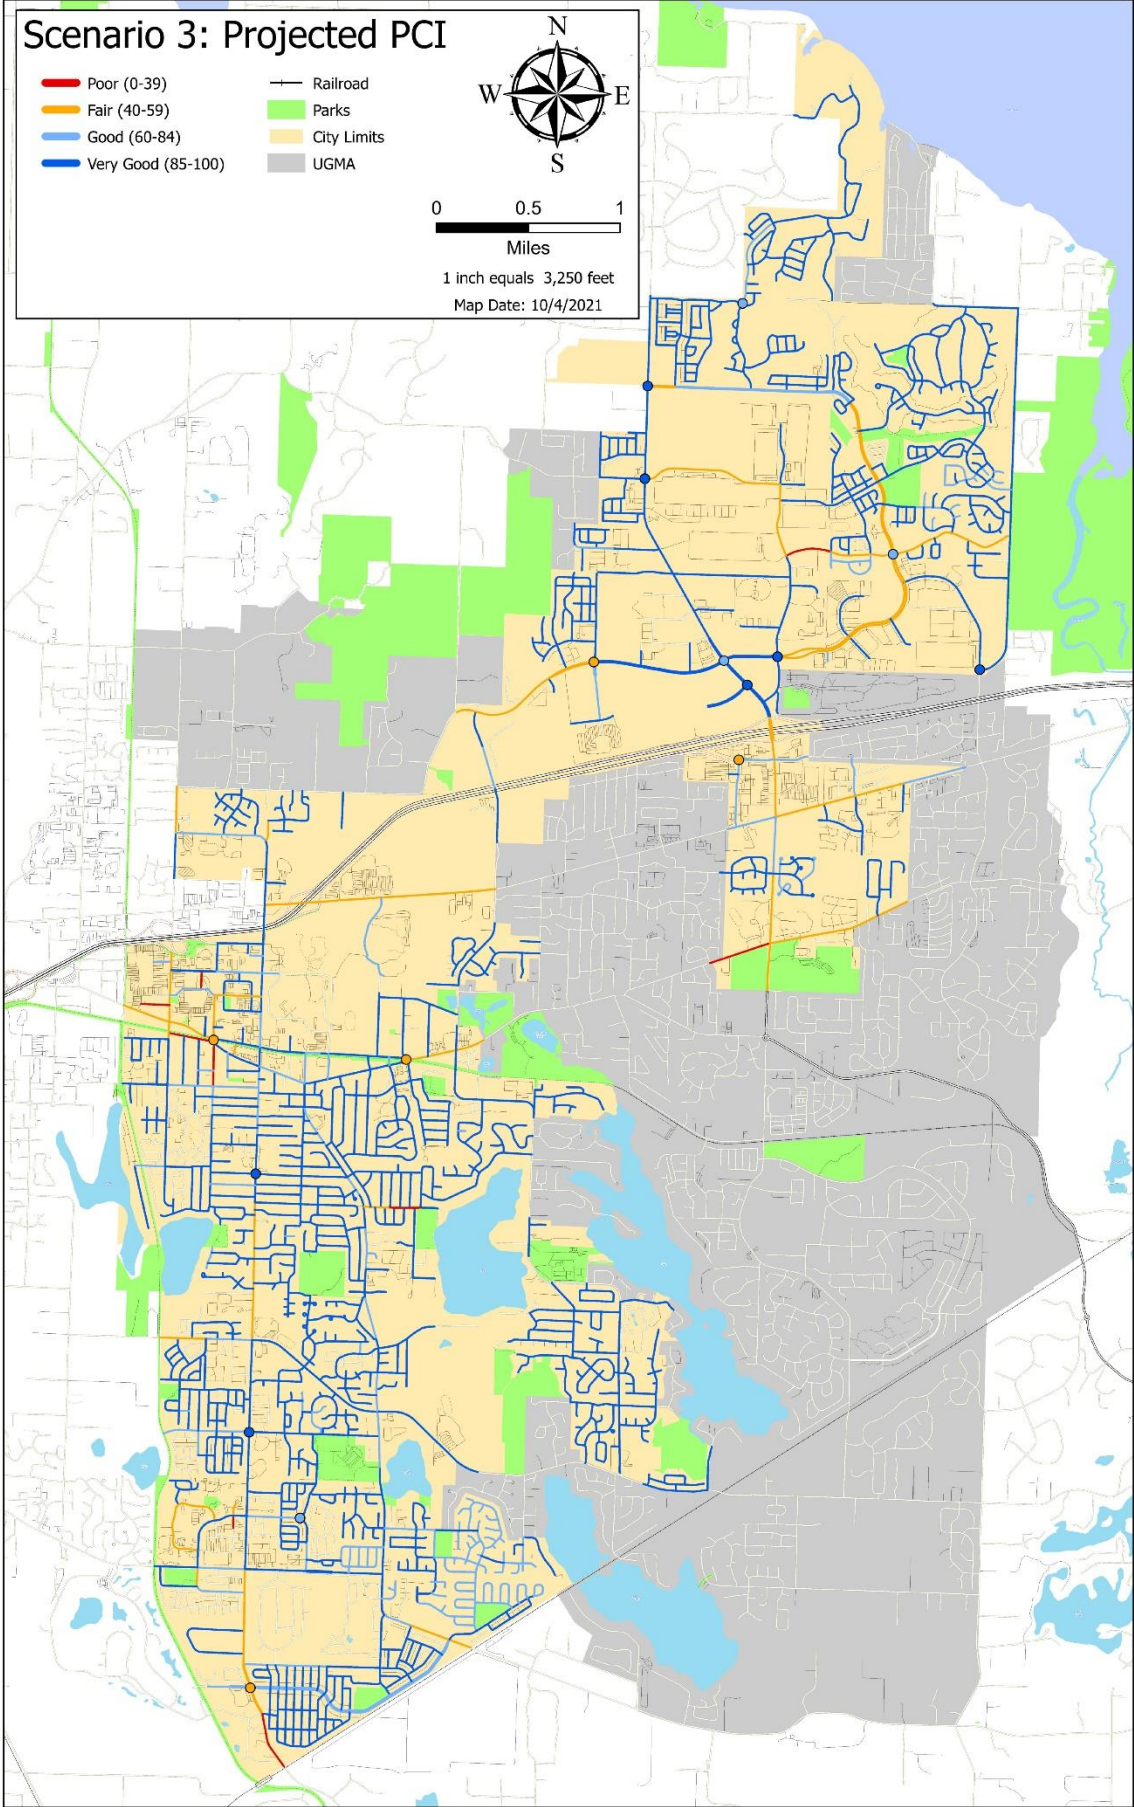 Scenario 3: Projected PCI
Poor (0-39)
Fair (40-59)
Good (60-84)
Very Good (85-100)
Railroad
Parks
City Limits
UGMA
N
W E
S
0 0.5 1
Miles
1 inch equals 3,250 feet
Map Date: 10/4/2021